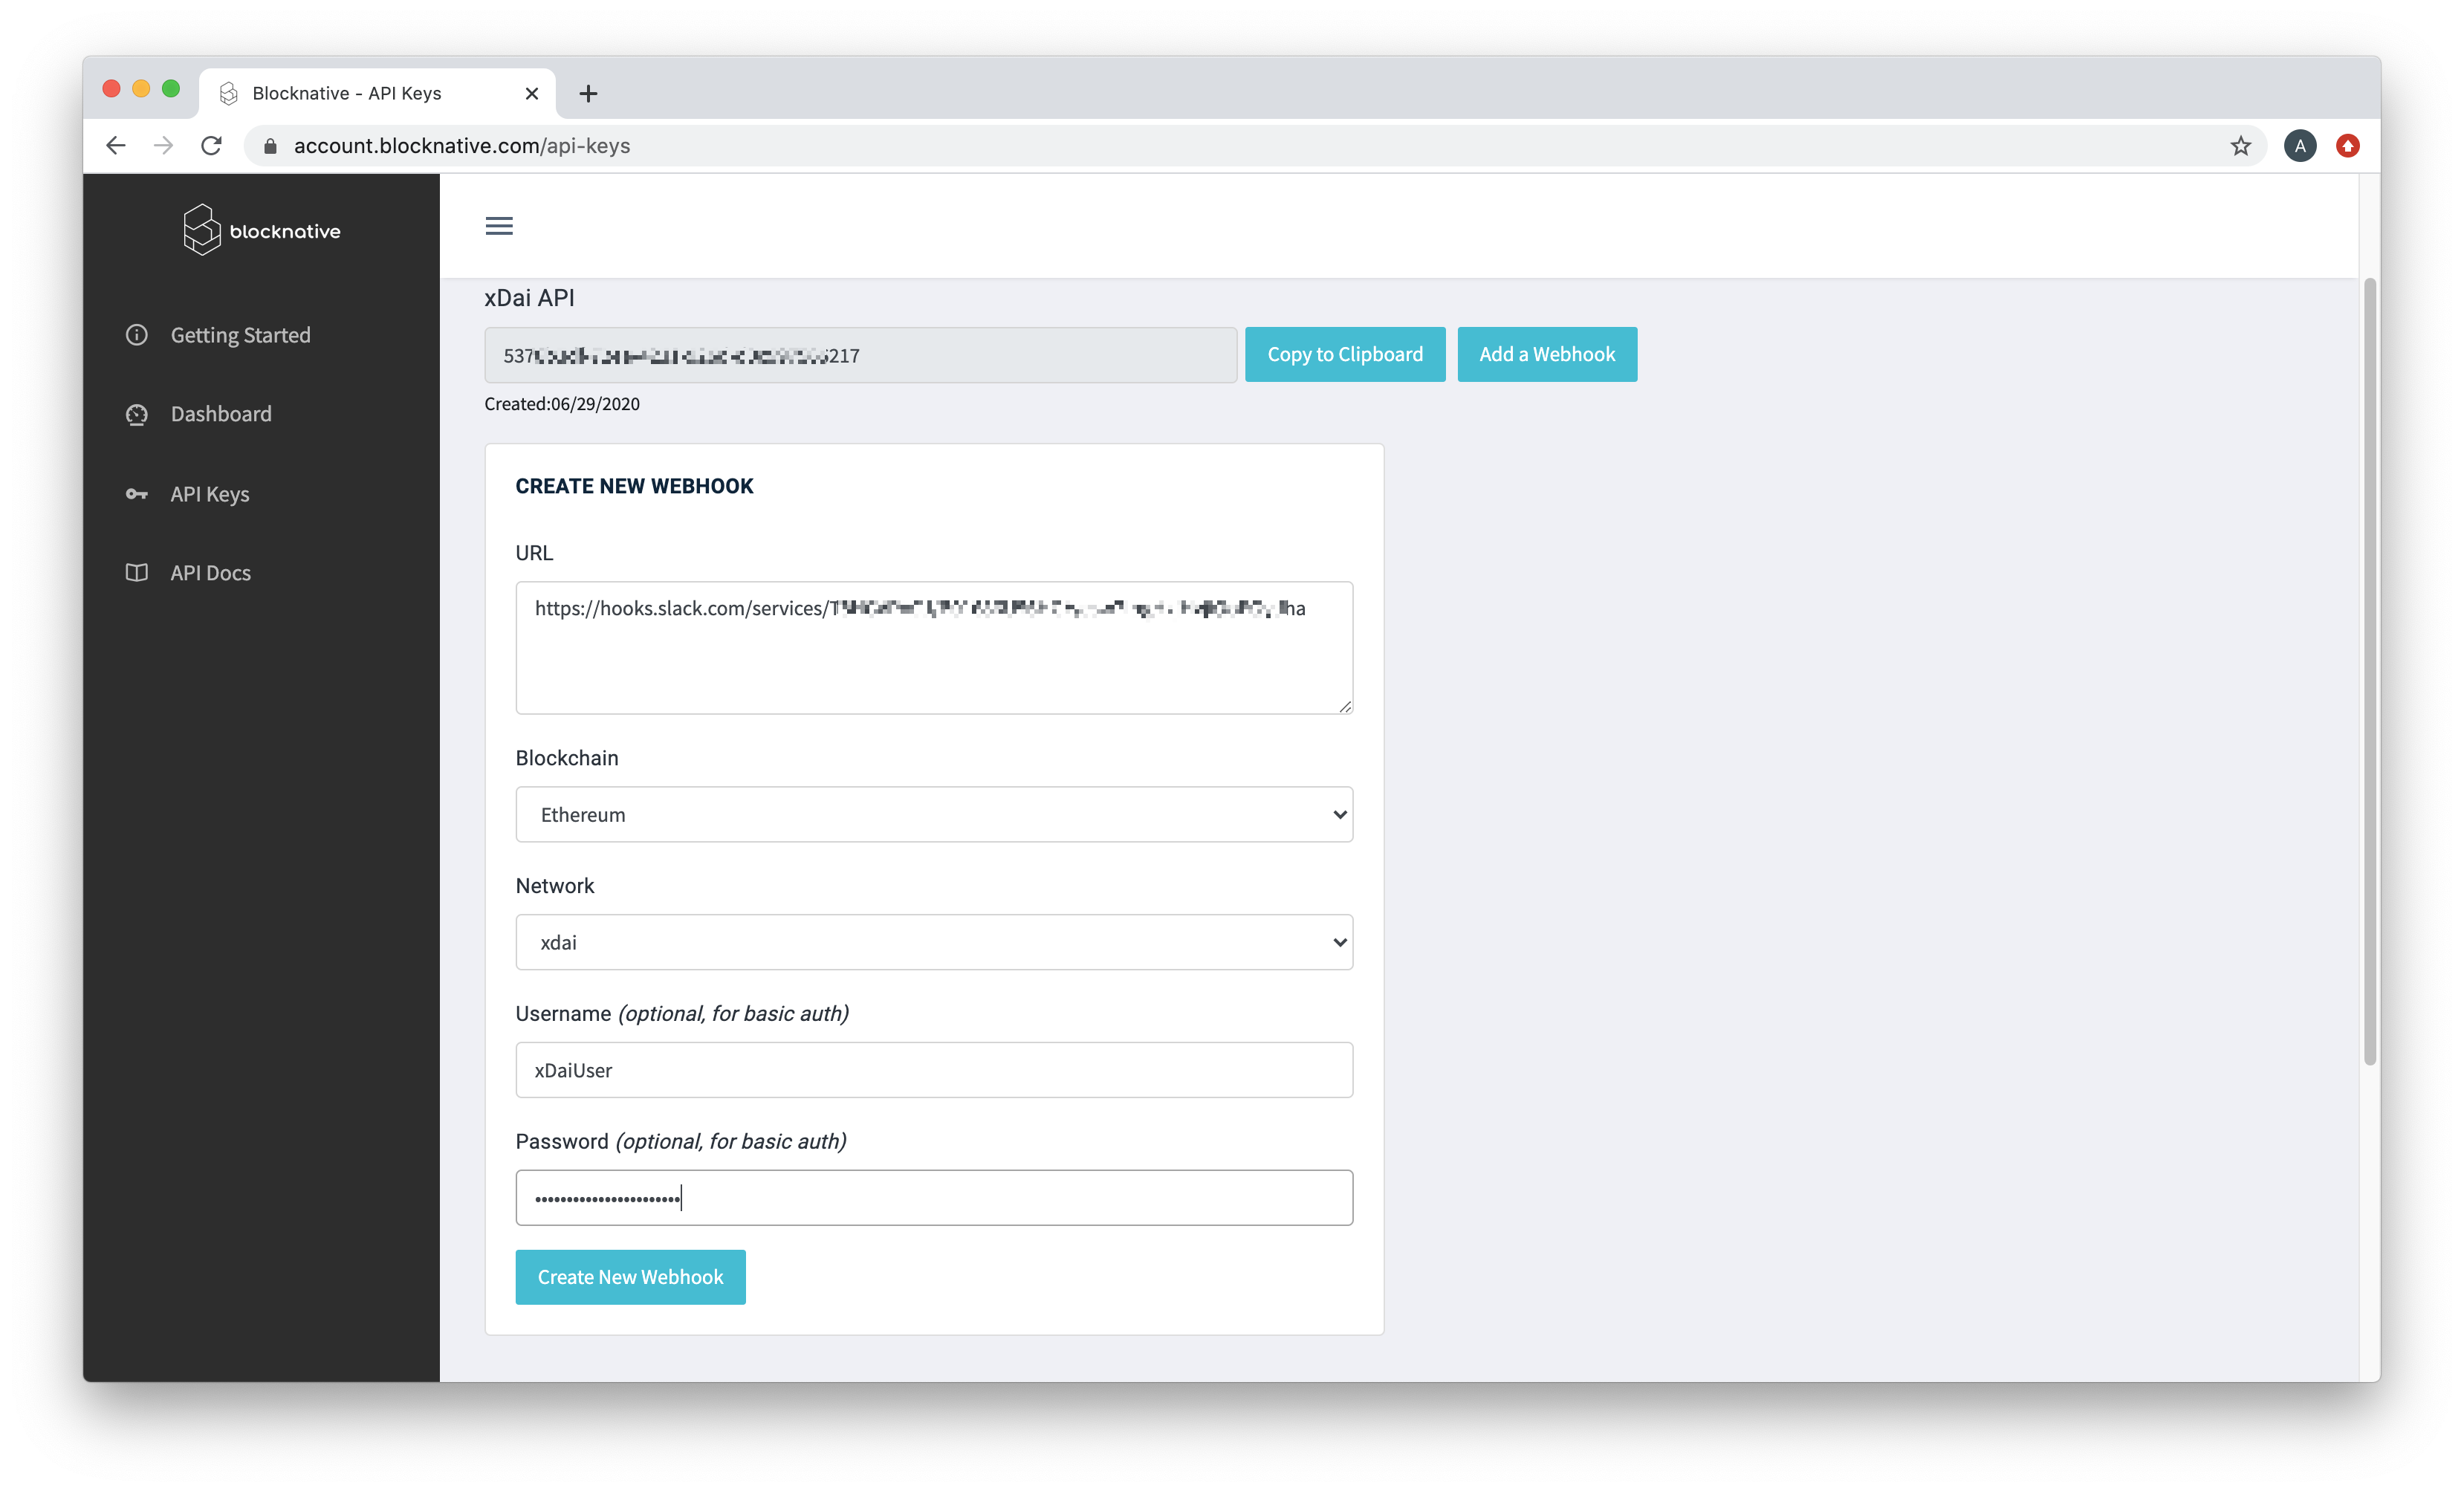 Blocknative - API Keys
account.blocknative.com/api-keys
A
blocknative
Getting Started
Dashboard
API Keys
API Docs
xDai API
537
217
Copy to Clipboard
Add a Webhook
Created:06/29/2020
CREATE NEW WEBHOOK
URL
https://hooks.slack.com/services/T
ha
Blockchain
Ethereum
Network
xdai
Username (optional, for basic auth)
xDaiUser
Password (optional, for basic auth)
Create New Webhook